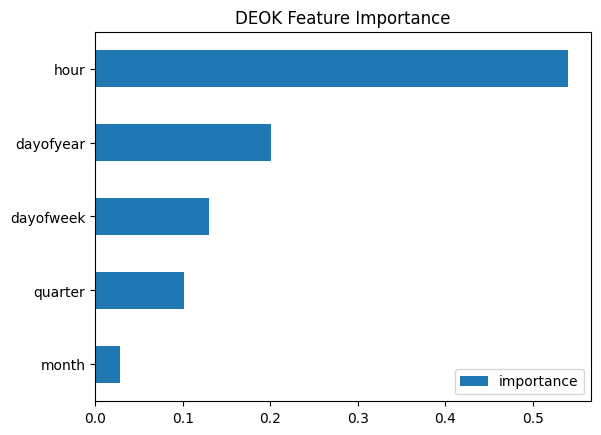 DEOK Feature Importance
hour
dayofyear
dayofweek
quarter
month
importance
0.0 0.1 0.2 0.3 0.4 0.5